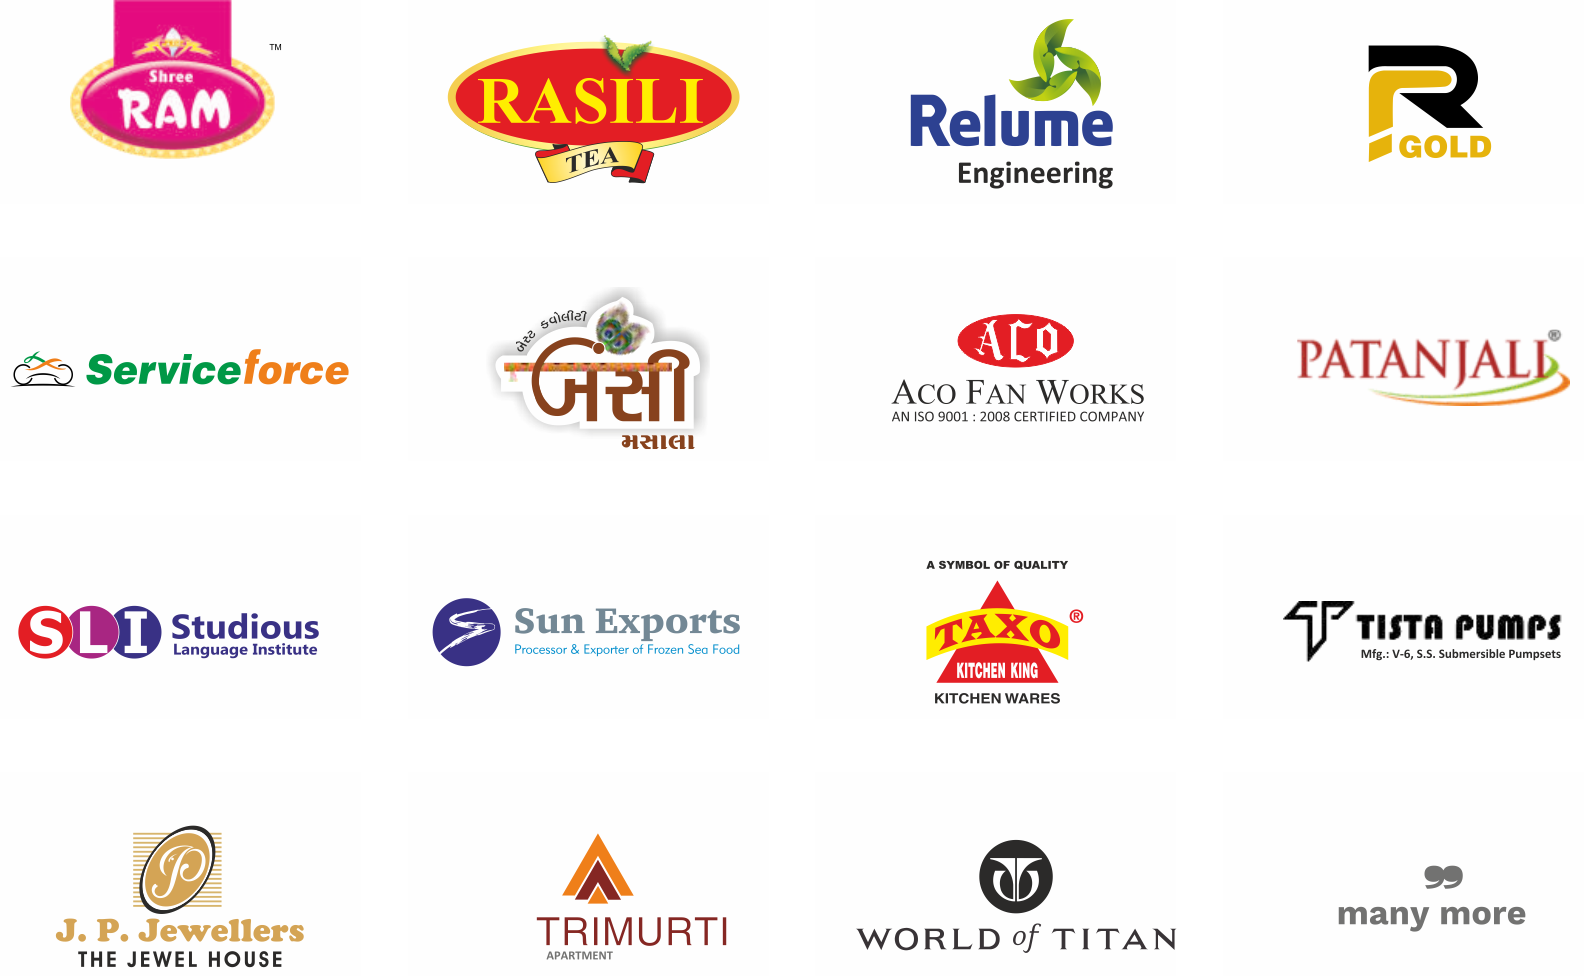 Shree
RAM
TM
RASILI
TEA
Relume
Engineering
R
GOLD
Serviceforce
બેસ્ટ ક્વોલીટી
બંસી
મસાલા
ACO
ACO FAN WORKS
AN ISO 9001 : 2008 CERTIFIED COMPANY
PATANJALI®
SLI
Studious
Language Institute
Sun Exports
Processor & Exporter of Frozen Sea Food
A SYMBOL OF QUALITY
TAXO®
KITCHEN KING
KITCHEN WARES
TISTA PUMPS
Mfg.: V-6, S.S. Submersible Pumpsets
JP
J. P. Jewellers
THE JEWEL HOUSE
TRIMURTI
APARTMENT
WORLD of TITAN
many more